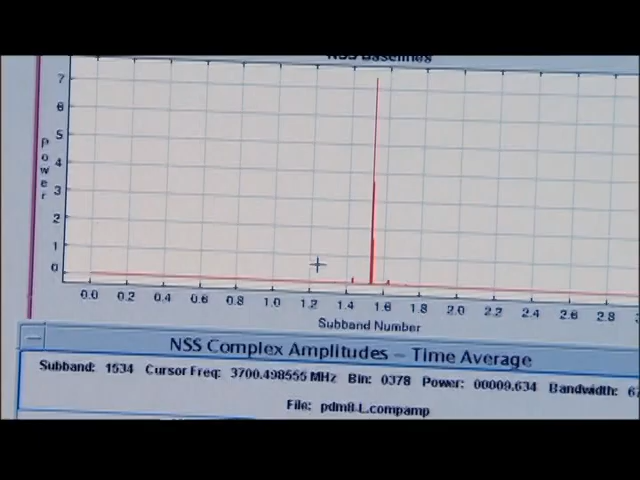 NSS Baselines
7
6
5
4
3
2
1
0
Power
0.0 0.2 0.4 0.6 0.8 1.0 1.2 1.4 1.6 1.8 2.0 2.2 2.4 2.6 2.8 3
Subband Number
NSS Complex Amplitudes - Time Average
Subband: 1534 Cursor Freq: 3700.498555 MHz Bin: 0378 Power: 00009.634 Bandwidth: 67
File: pdm8-L.compamp